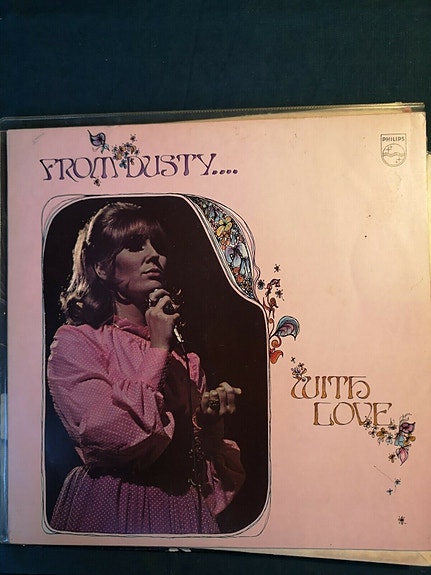 PHILIPS
FROM DUSTY....
WITH
LOVE